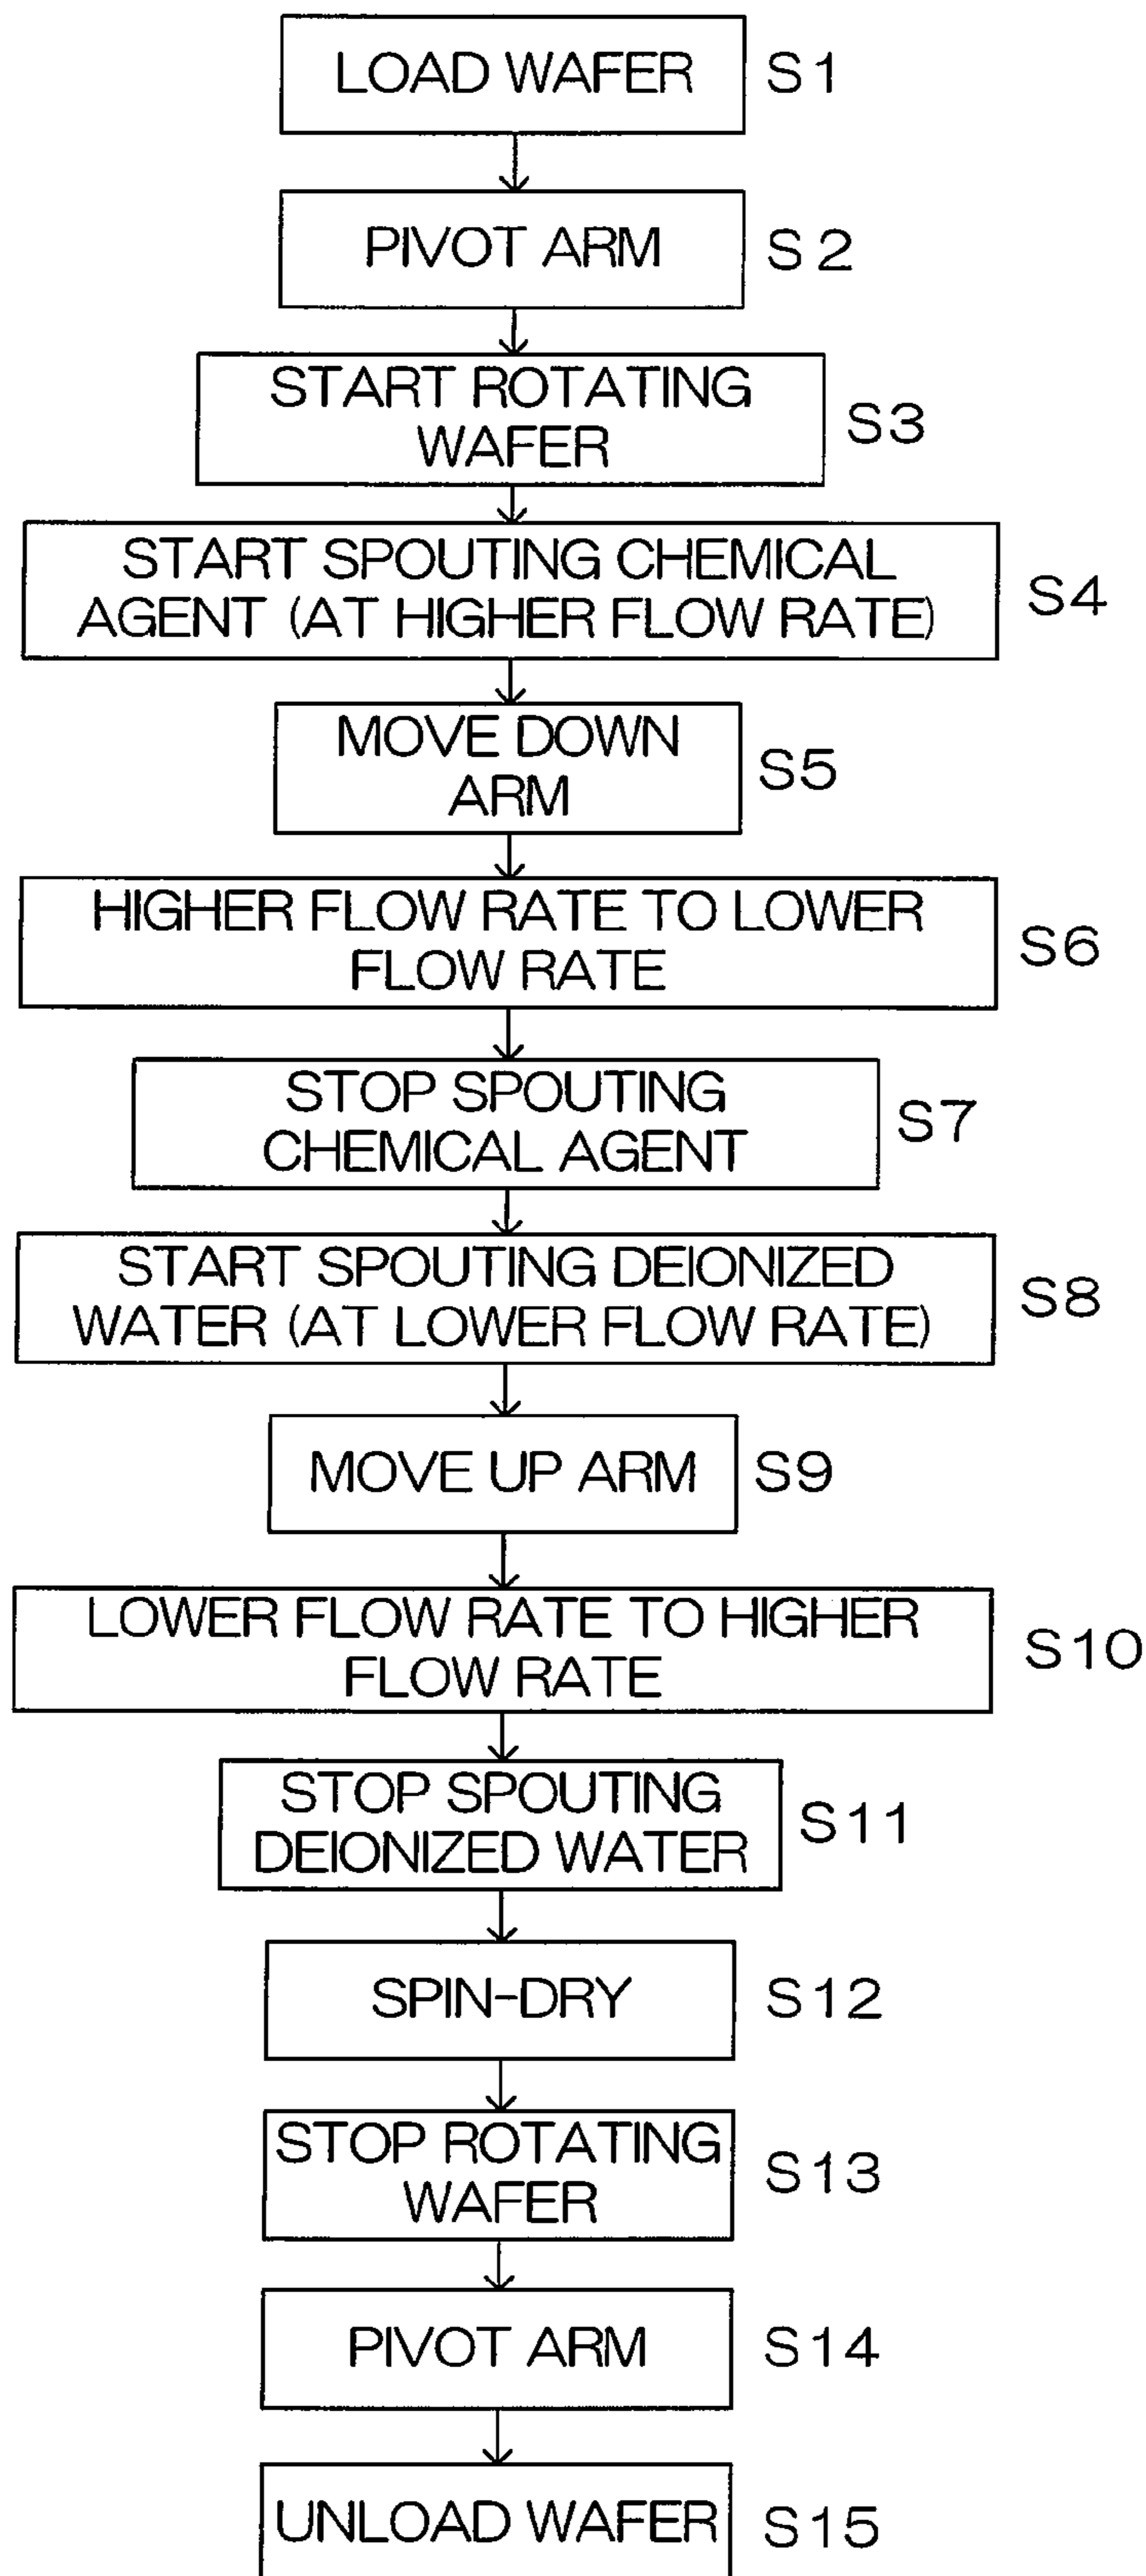 LOAD WAFER S1
PIVOT ARM S2
START ROTATING
WAFER
S3
START SPOUTING CHEMICAL
AGENT (AT HIGHER FLOW RATE)
S4
MOVE DOWN
ARM
S5
HIGHER FLOW RATE TO LOWER
FLOW RATE
S6
STOP SPOUTING
CHEMICAL AGENT
S7
START SPOUTING DEIONIZED
WATER (AT LOWER FLOW RATE)
S8
MOVE UP ARM S9
LOWER FLOW RATE TO HIGHER
FLOW RATE
S10
STOP SPOUTING
DEIONIZED WATER
S11
SPIN-DRY S12
STOP ROTATING
WAFER
S13
PIVOT ARM S14
UNLOAD WAFER S15